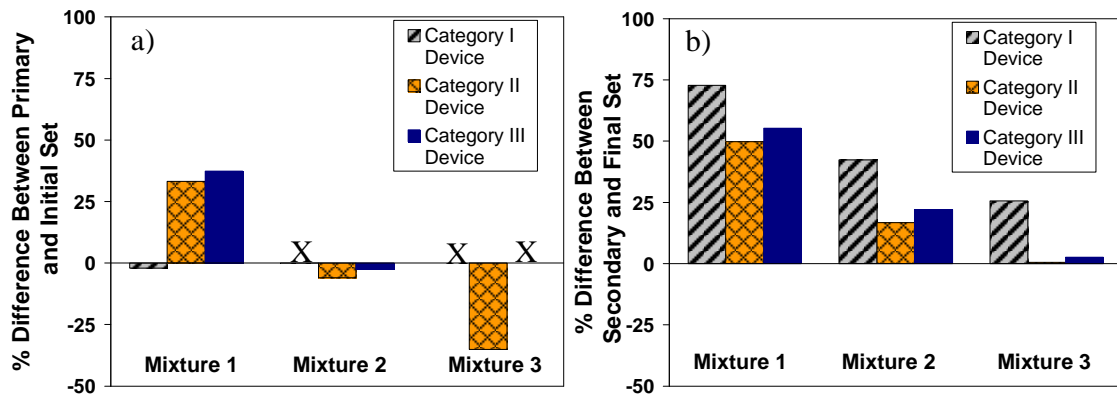 % Difference Between Primary
and Initial Set
100
75
50
25
0
-25
-50
a)
Category I
Device
Category II
Device
Category III
Device
X
X
X
Mixture 1
Mixture 2
Mixture 3
% Difference Between
Secondary and Final Set
100
75
50
25
0
-25
-50
b)
Category I
Device
Category II
Device
Category III
Device
Mixture 1
Mixture 2
Mixture 3